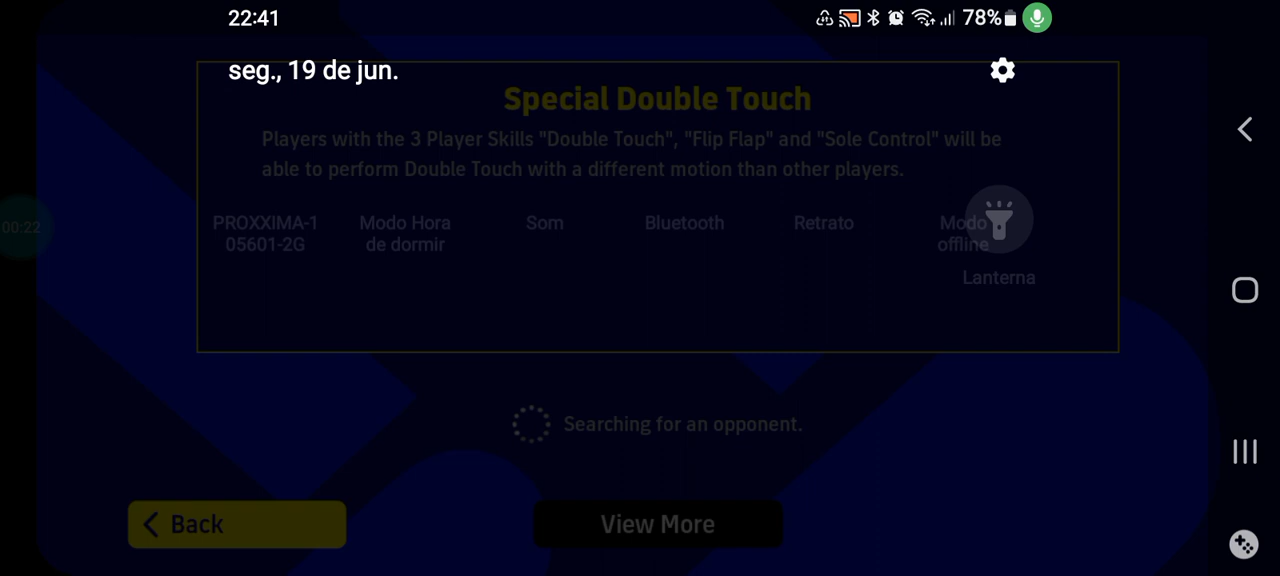 22:41
78%
seg., 19 de jun.
Special Double Touch
Players with the 3 Player Skills "Double Touch", "Flip Flap" and "Sole Control" will be
able to perform Double Touch with a different motion than other players.
00:22
PROXXIMA-1
05601-2G
Modo Hora
de dormir
Som
Bluetooth
Retrato
Modo
offline
Lanterna
Searching for an opponent.
Back
View More